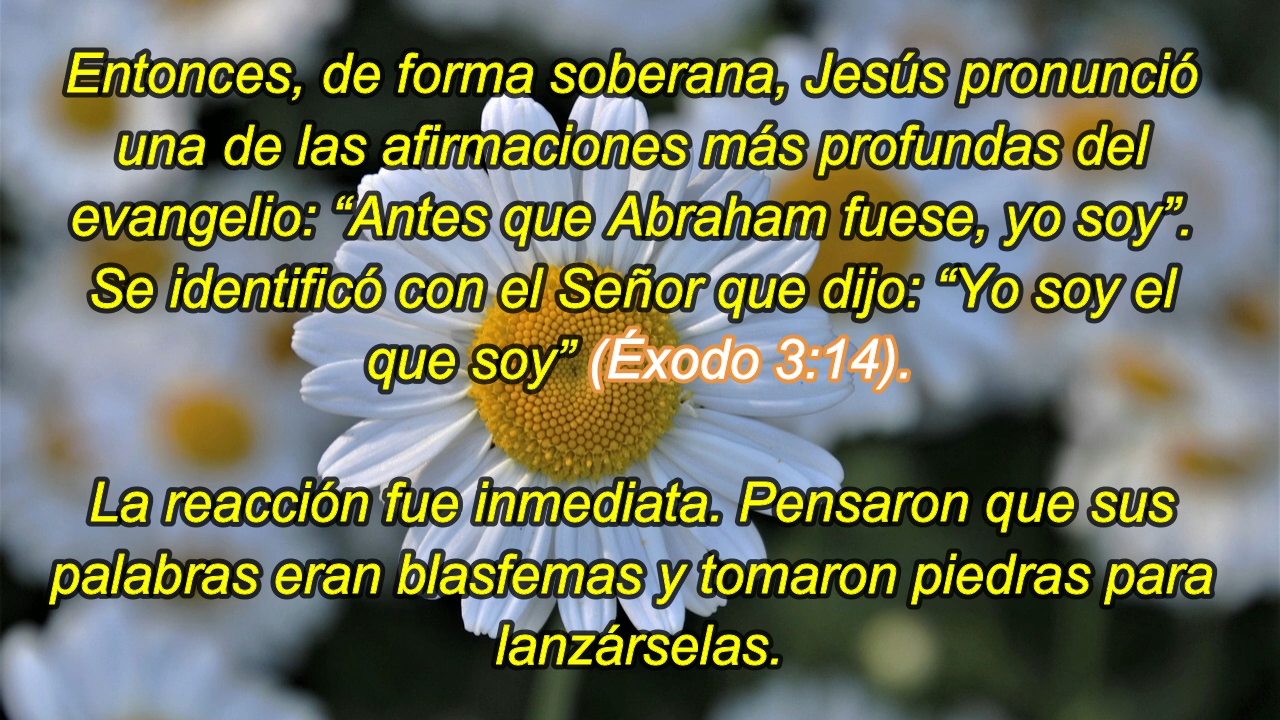 Entonces, de forma soberana, Jesús pronunció
una de las afirmaciones más profundas del
evangelio: “Antes que Abraham fuese, yo soy”.
Se identificó con el Señor que dijo: “Yo soy el
que soy” (Éxodo 3:14).
La reacción fue inmediata. Pensaron que sus
palabras eran blasfemas y tomaron piedras para
lanzárselas.